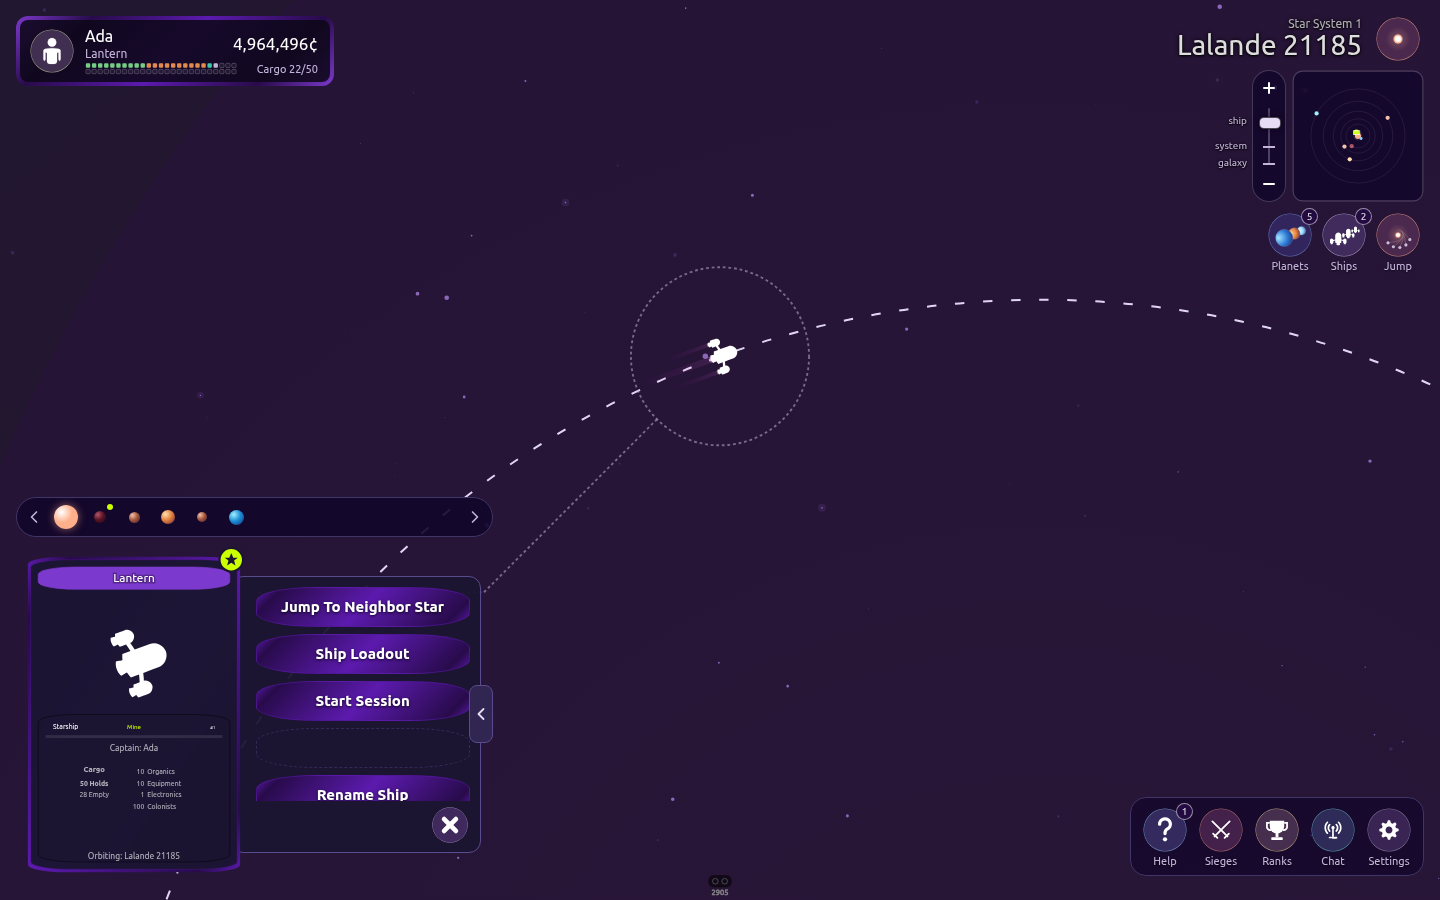 Ada
Lantern
4,964,496¢
Cargo 22/50
Star System 1
Lalande 21185
ship
system
galaxy
5
2
Planets
Ships
Jump
Lantern
Starship
Mine
#1
Captain: Ada
Cargo
50 Holds
28 Empty
10 Organics
10 Equipment
1 Electronics
100 Colonists
Orbiting: Lalande 21185
Jump To Neighbor Star
Ship Loadout
Start Session
Rename Ship
1
Help
Sieges
Ranks
Chat
Settings
2905